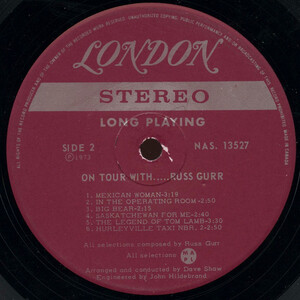 LONDON
STEREO
LONG PLAYING
SIDE 2
NAS. 13527
ON TOUR WITH.....RUSS GURR
1 MEXICAN WOMAN-3:19
2 IN THE OPERATING ROOM-2:50
3 BIG BEAR-2:35
4 SASKATCHEWAN FOR ME-2:40
5 THE LEGEND OF TOM LAMB-3:30
6 HURLEYVILLE TAXI NBR. 2-2:50
All selections composed by Russ Gurr
All selections
Arranged and conducted by Dave Shaw
Engineered by John Hildebrand.